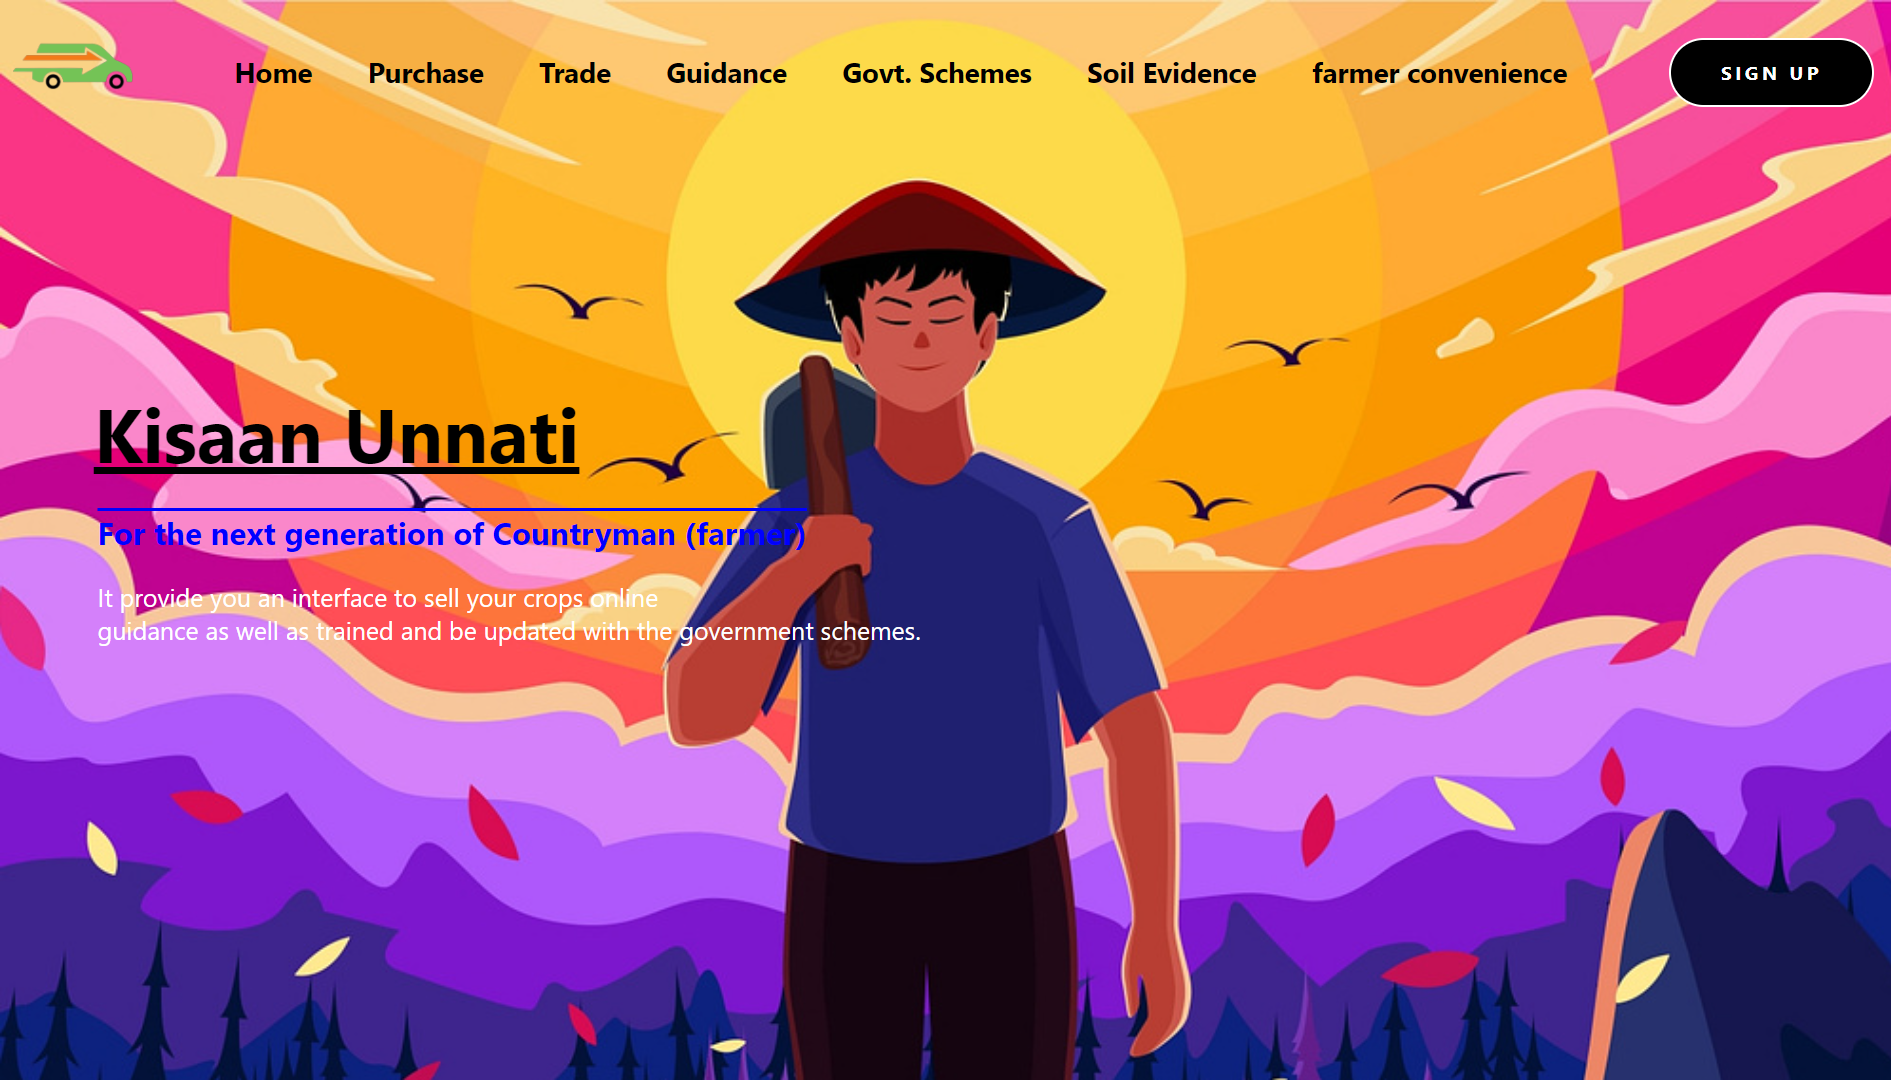 Home Purchase Trade Guidance Govt. Schemes Soil Evidence farmer convenience SIGN UP
Kisaan Unnati
For the next generation of Countryman (farmer)
It provide you an interface to sell your crops online
guidance as well as trained and be updated with the government schemes.